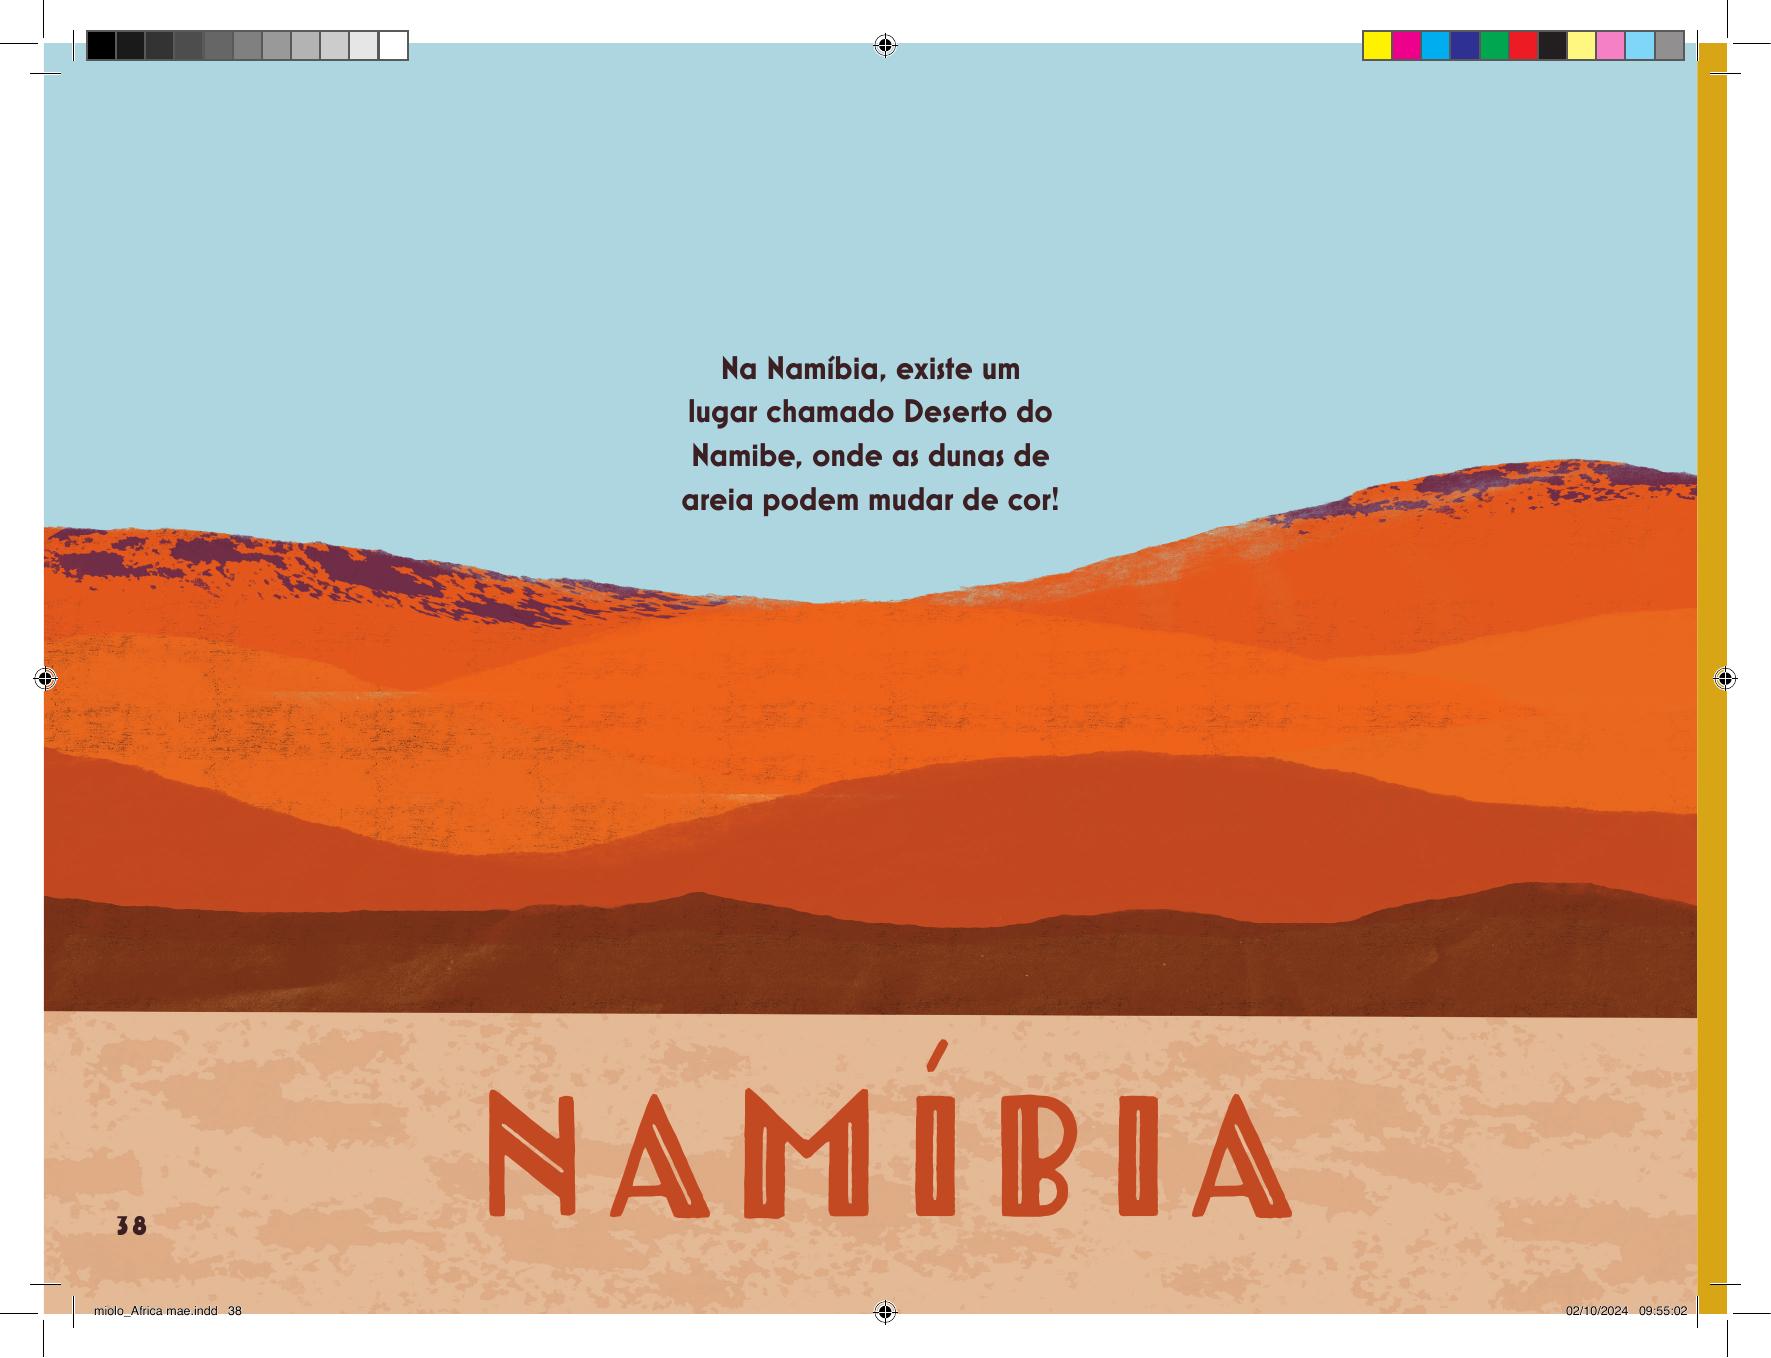 Na Namíbia, existe um
lugar chamado Deserto do
Namibe, onde as dunas de
areia podem mudar de cor!
NAMÍBIA
38
miolo_Africa mae.indd 38
02/10/2024 09:55:02